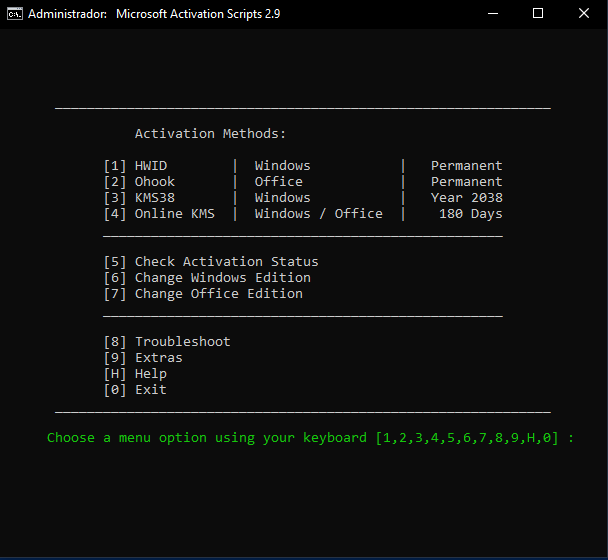 Administrador: Microsoft Activation Scripts 2.9
Activation Methods:
[1] HWID | Windows | Permanent
[2] Ohook | Office | Permanent
[3] KMS38 | Windows | Year 2038
[4] Online KMS | Windows / Office | 180 Days
[5] Check Activation Status
[6] Change Windows Edition
[7] Change Office Edition
[8] Troubleshoot
[9] Extras
[H] Help
[0] Exit
Choose a menu option using your keyboard [1,2,3,4,5,6,7,8,9,H,0] :